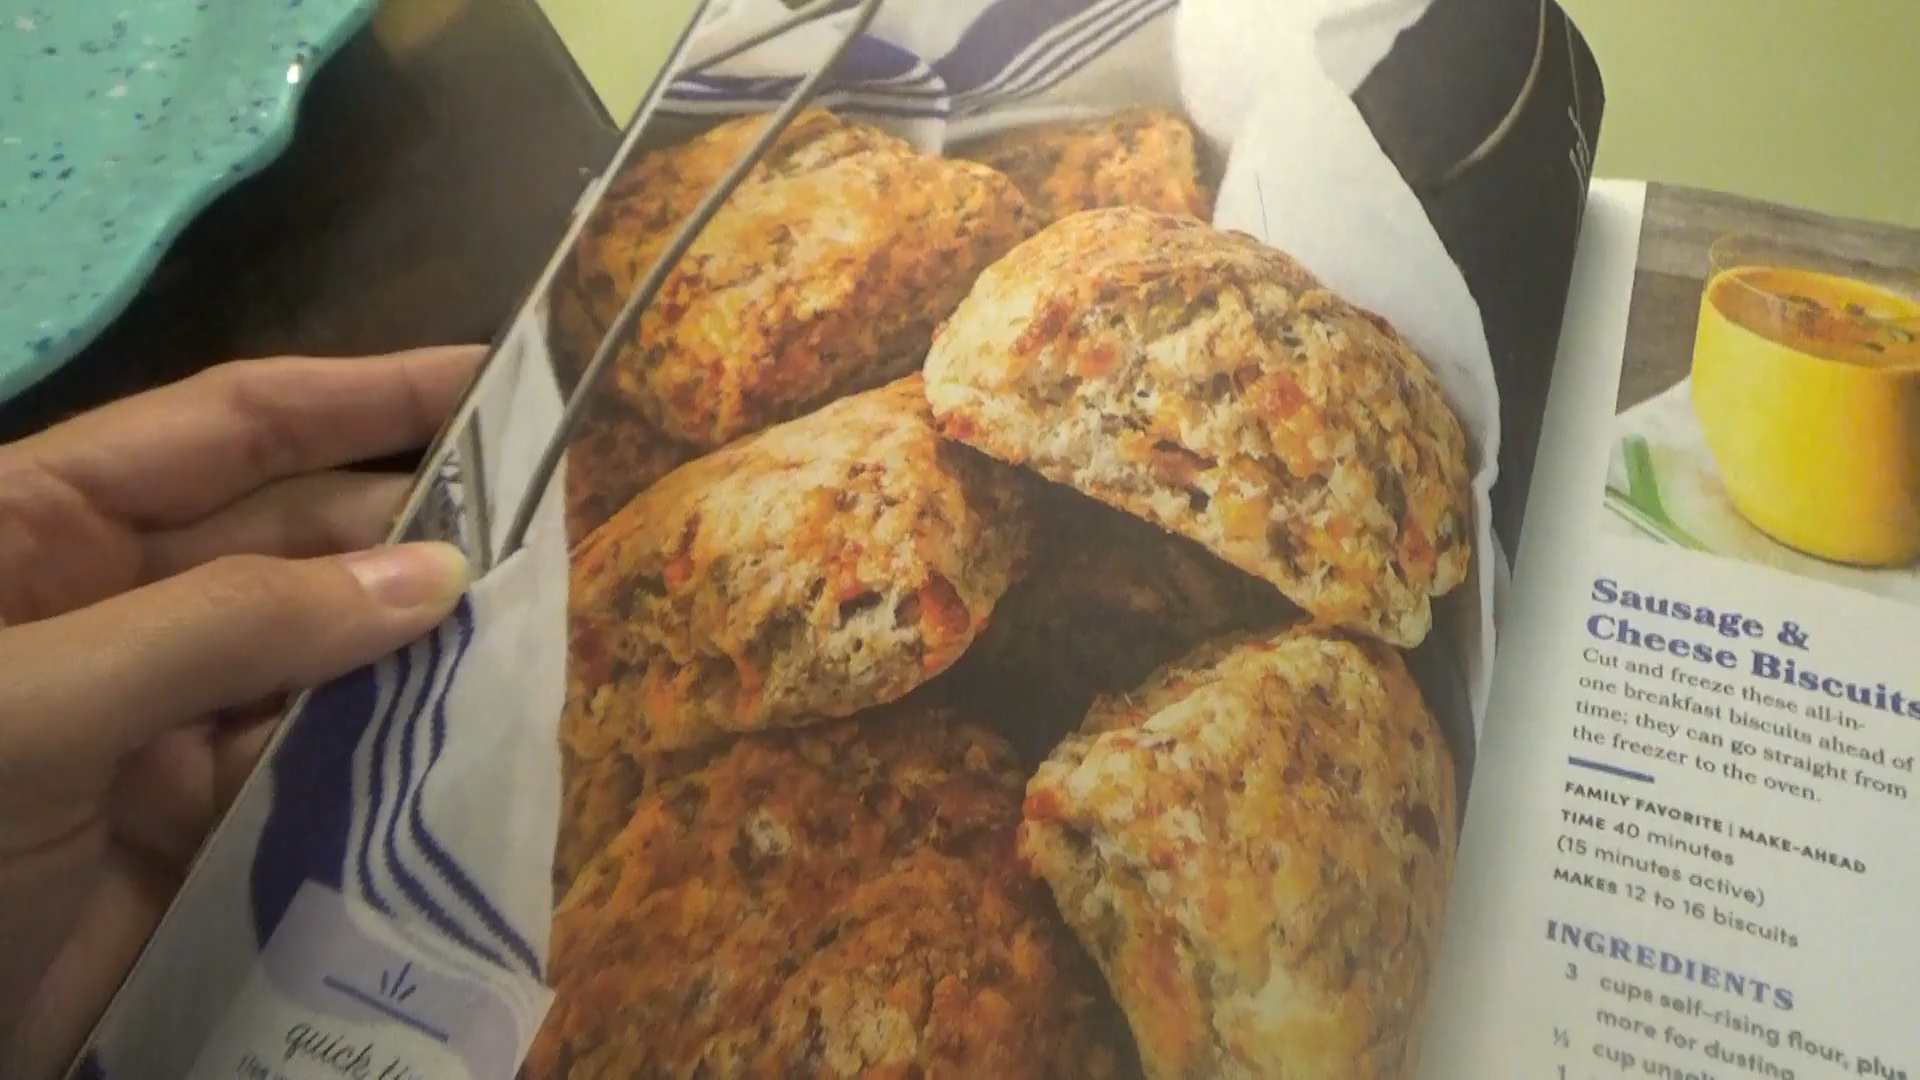 quick
Sausage &
Cheese Biscuits
Cut and freeze these all-in-
one breakfast biscuits ahead of
time; they can go straight from
the freezer to the oven.
FAMILY FAVORITE | MAKE-AHEAD
TIME 40 minutes
(15 minutes active)
MAKES 12 to 16 biscuits
INGREDIENTS
3 cups self-rising flour, plus
more for dusting
cup